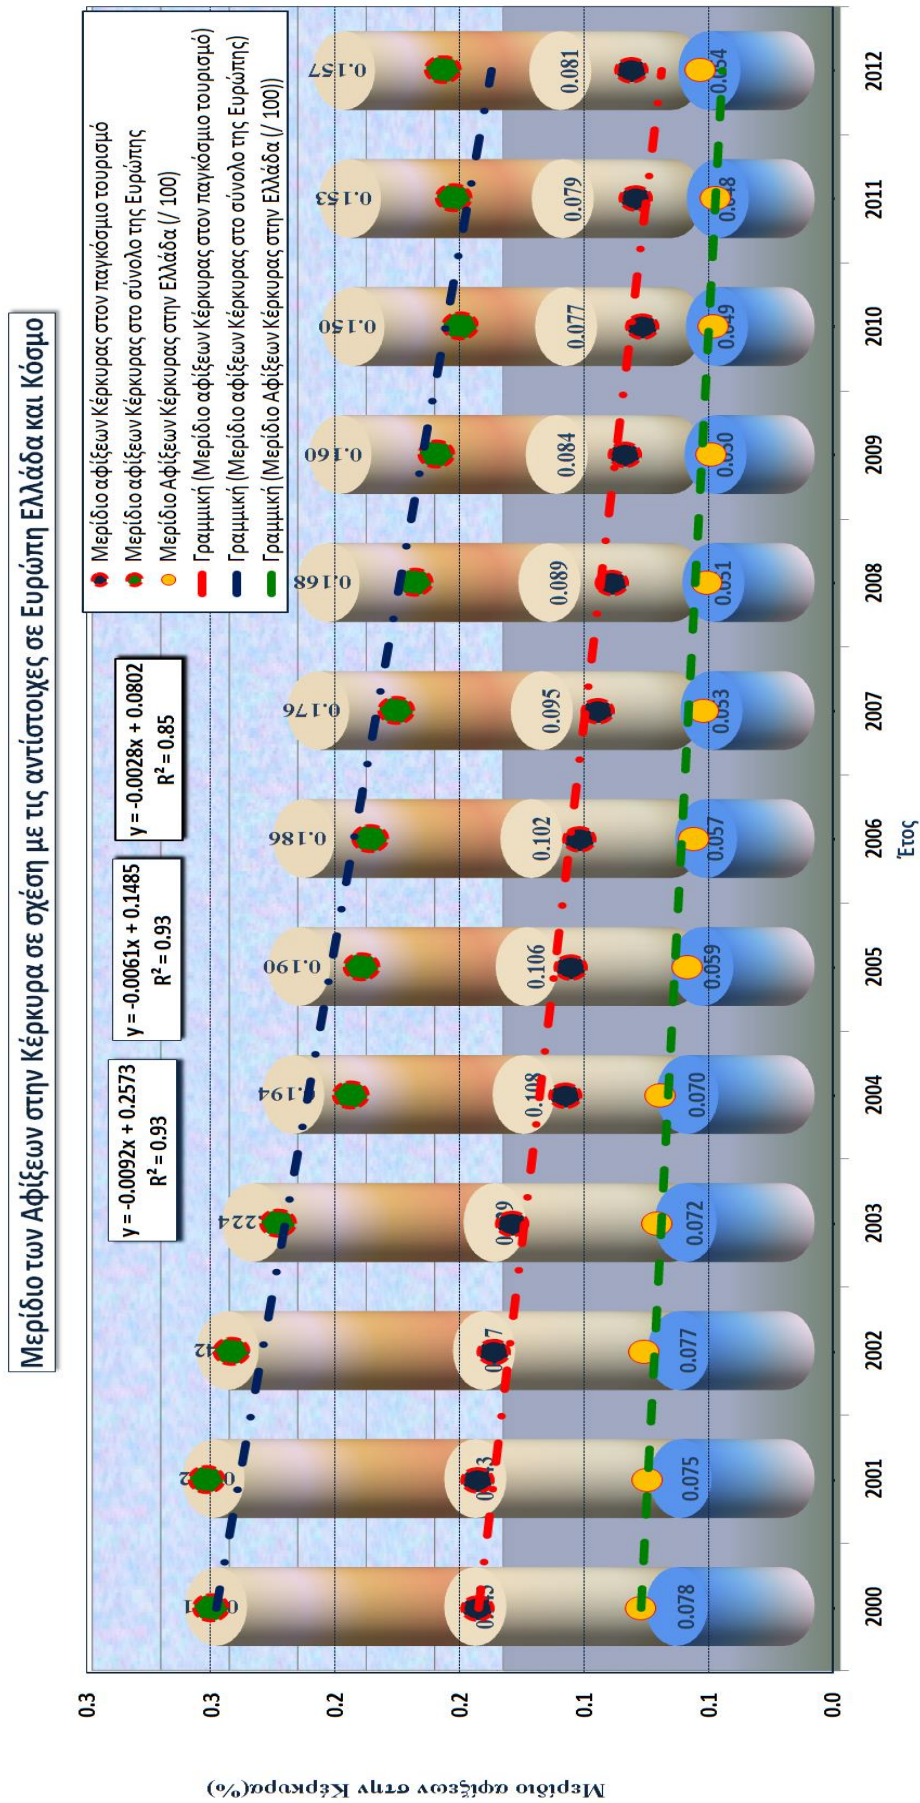 Μερίδιο των Αφίξεων στην Κέρκυρα σε σχέση με τις αντίστοιχες σε Ευρώπη Ελλάδα και Κόσμο
Μερίδιο αφίξεων Κέρκυρας στον παγκόσμιο τουρισμό
Μερίδιο αφίξεων Κέρκυρας στο σύνολο της Ευρώπης
Μερίδιο Αφίξεων Κέρκυρας στην Ελλάδα (/ 100)
Γραμμική (Μερίδιο αφίξεων Κέρκυρας στον παγκόσμιο τουρισμό)
Γραμμική (Μερίδιο αφίξεων Κέρκυρας στο σύνολο της Ευρώπης)
Γραμμική (Μερίδιο Αφίξεων Κέρκυρας στην Ελλάδα (/ 100))
y = -0.0092x + 0.2573
R² = 0.93
y = -0.0061x + 0.1485
R² = 0.93
y = -0.0028x + 0.0802
R² = 0.85
0.3
0.3
0.2
0.2
0.1
0.1
0.0
Μερίδιο αφίξεων στην Κέρκυρα(%)
.224 .194 0.190 0.186 0.176 0.168 0.160 0.150 0.153 0.157
0.108 0.106 0.102 0.095 0.089 0.084 0.077 0.079 0.081
0.078 0.075 0.077 0.072 0.070 0.059 0.057 0.053 0.051 0.050 0.049 0.048 0.054
2000 2001 2002 2003 2004 2005 2006 2007 2008 2009 2010 2011 2012
Έτος